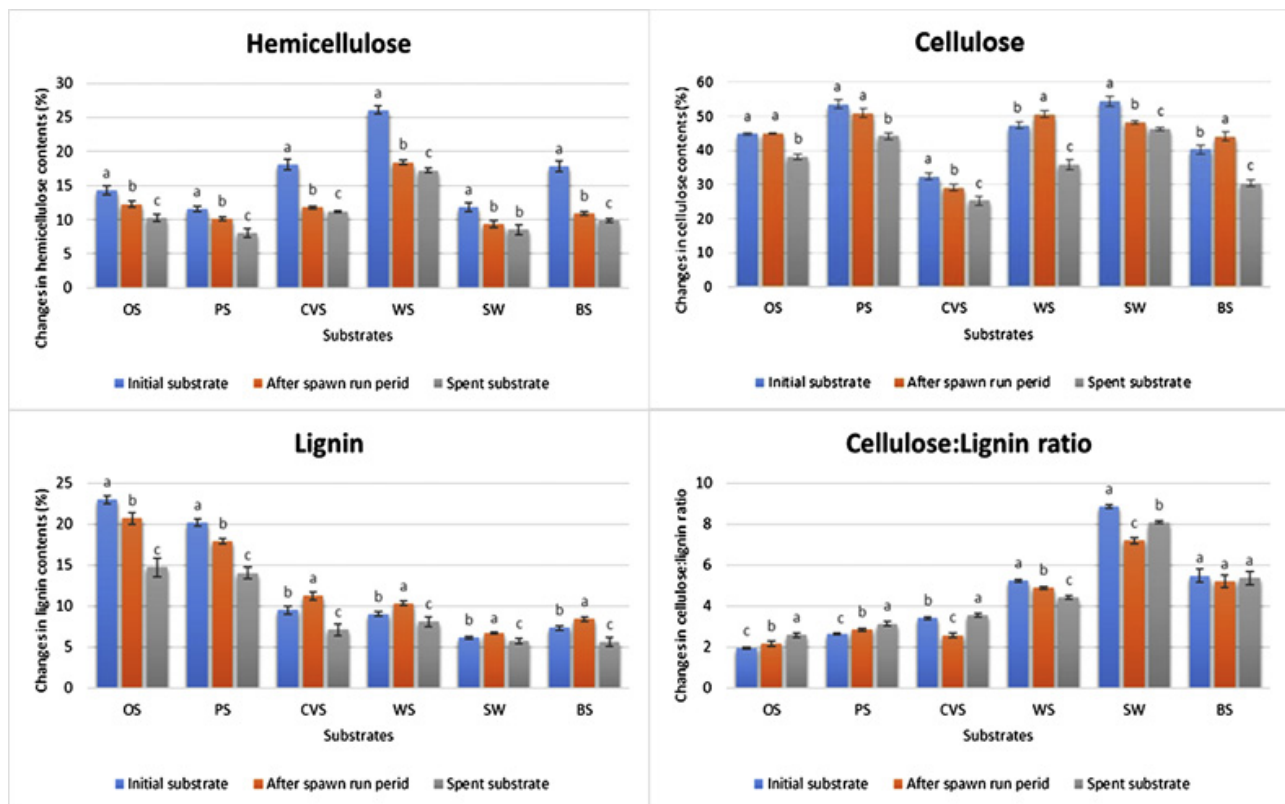 Hemicellulose
Changes in hemicellulose contents (%)
30
25
20
15
10
5
0
a b c a b c a b c a b c a b b a b c
OS PS CVS WS SW BS
Substrates
Initial substrate After spawn run perid Spent substrate
Cellulose
Changes in cellulose contents (%)
60
50
40
30
20
10
0
a a b a a b a b c b a c a b c b a c
OS PS CVS WS SW BS
Substrates
Initial substrate After spawn run perid Spent substrate
Lignin
Changes in lignin contents (%)
25
20
15
10
5
0
a b c a b c b a c b a c b a c b a c
OS PS CVS WS SW BS
Substrates
Initial substrate After spawn run perid Spent substrate
Cellulose:Lignin ratio
Changes in cellulose:lignin ratio
10
8
6
4
2
0
c b a c b a b c a a b c a c b a a a
OS PS CVS WS SW BS
Substrates
Initial substrate After spawn run perid Spent substrate